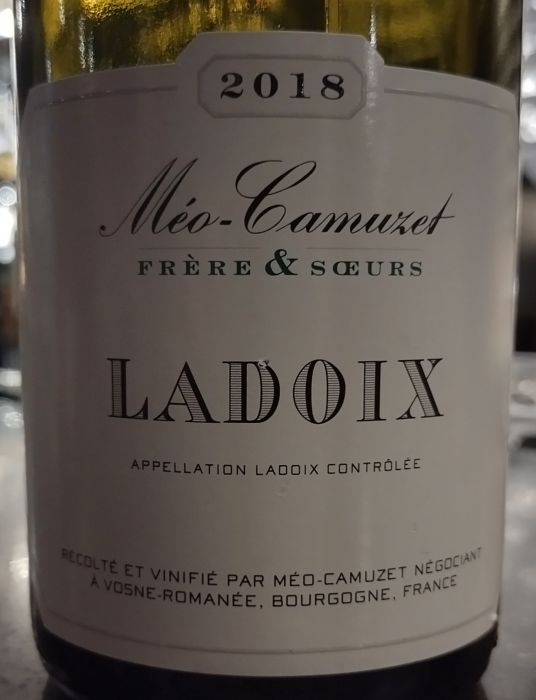 2018
Méo-Camuzet
FRÈRE & SŒURS
LADOIX
APPELLATION LADOIX CONTRÔLÉE
RÉCOLTÉ ET VINIFIÉ PAR MÉO-CAMUZET NÉGOCIANT
À VOSNE-ROMANÉE, BOURGOGNE, FRANCE